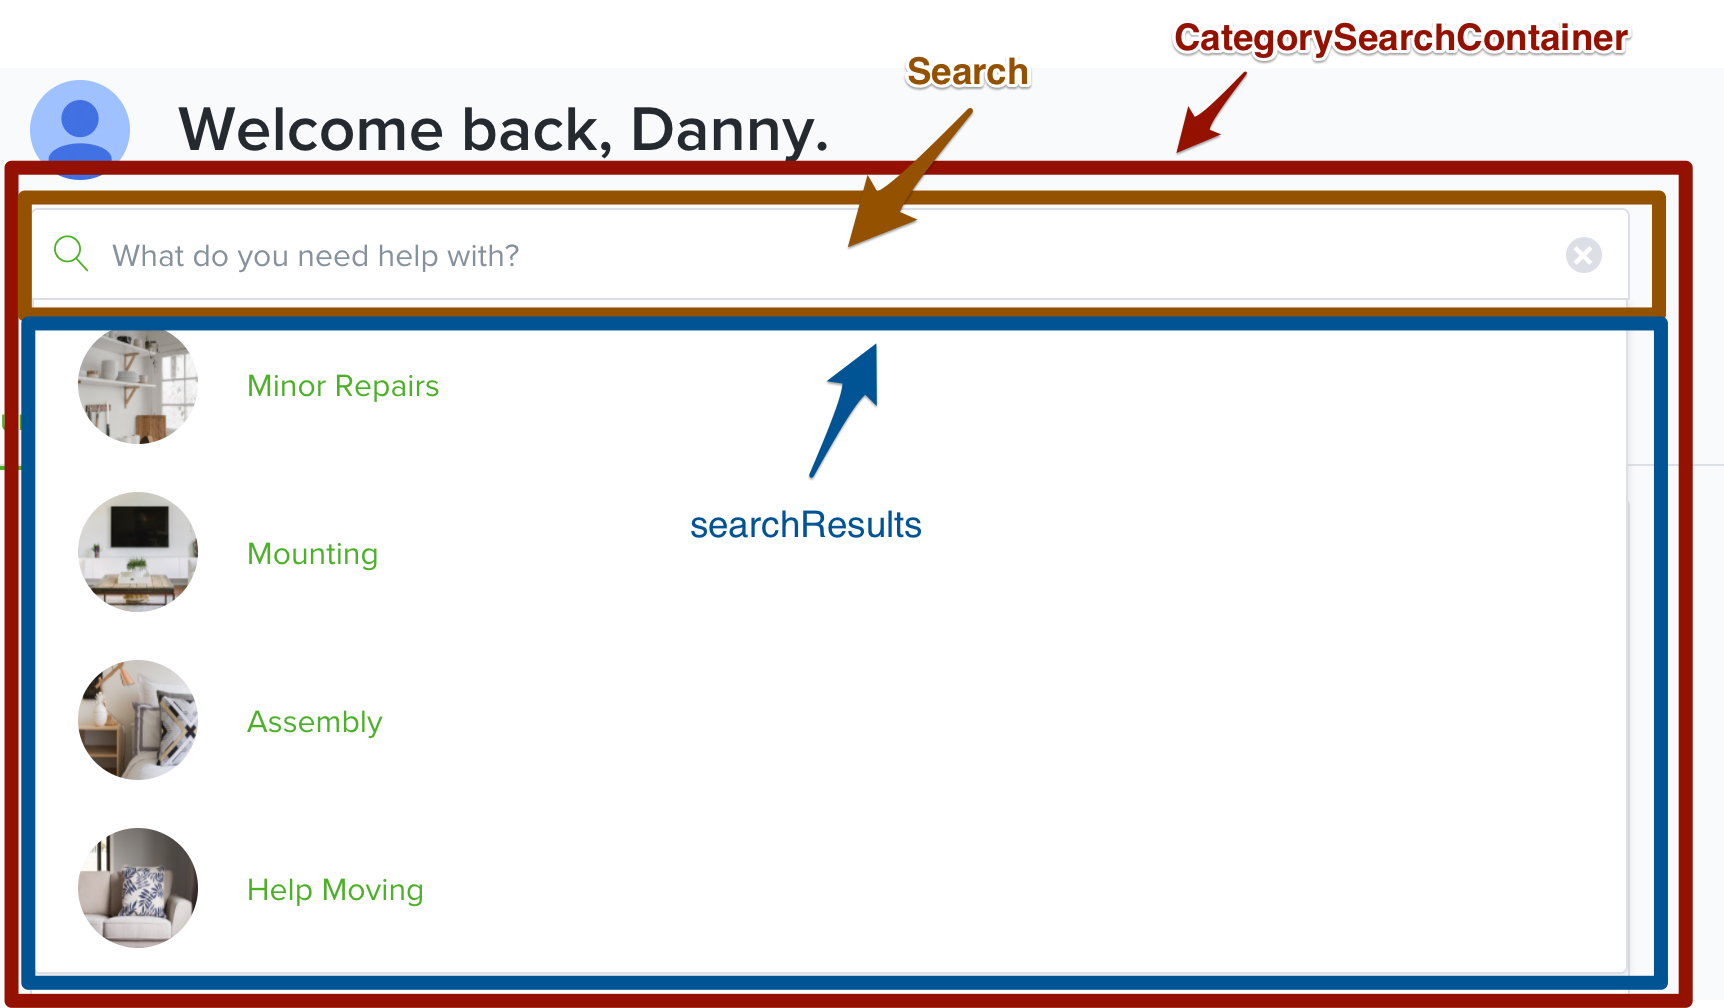 CategorySearchContainer
Search
Welcome back, Danny.
What do you need help with?
Minor Repairs
searchResults
Mounting
Assembly
Help Moving